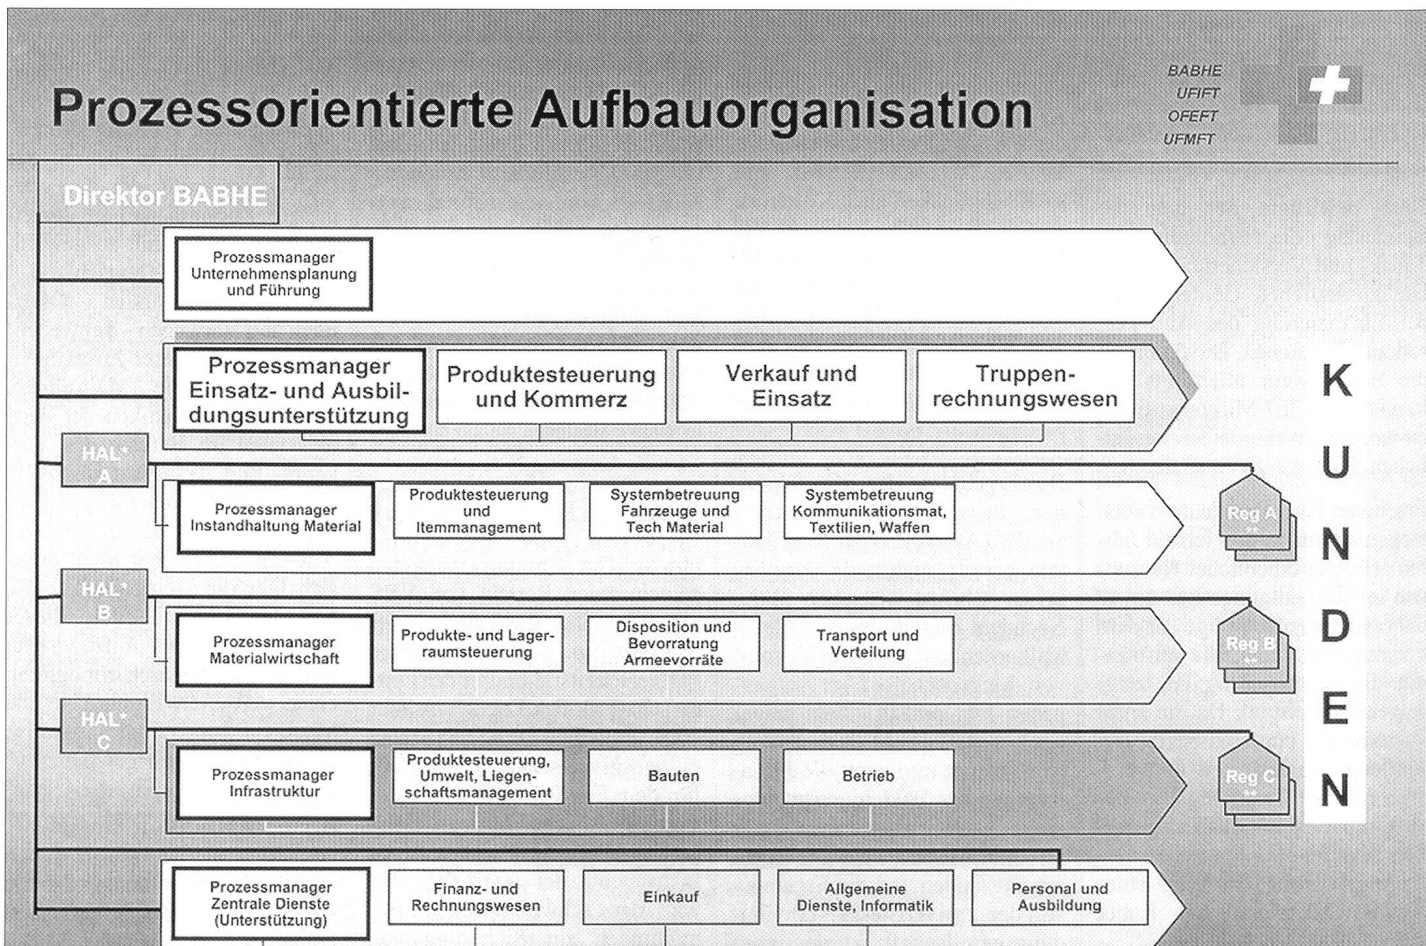 BABHE
UFIFT
OFEFT
UFMFT
Prozessorientierte Aufbauorganisation
Direktor BABHE
Prozessmanager
Unternehmensplanung
und Führung
Prozessmanager
Einsatz- und Ausbil-
dungsunterstützung
Produktesteuerung
und Kommerz
Verkauf und
Einsatz
Truppen-
rechnungswesen
HAL*
A
Prozessmanager
Instandhaltung Material
Produktesteuerung
und
Itemmanagement
Systembetreuung
Fahrzeuge und
Tech Material
Systembetreuung
Kommunikationsmat,
Textilien, Waffen
Reg A
**
HAL*
B
Prozessmanager
Materialwirtschaft
Produkte- und Lager-
raumsteuerung
Disposition und
Bevorratung
Armeevorräte
Transport und
Verteilung
Reg B
**
HAL*
C
Prozessmanager
Infrastruktur
Produktesteuerung,
Umwelt, Liegen-
schaftsmanagement
Bauten
Betrieb
Reg C
**
Prozessmanager
Zentrale Dienste
(Unterstützung)
Finanz- und
Rechnungswesen
Einkauf
Allgemeine
Dienste, Informatik
Personal und
Ausbildung
K
U
N
D
E
N